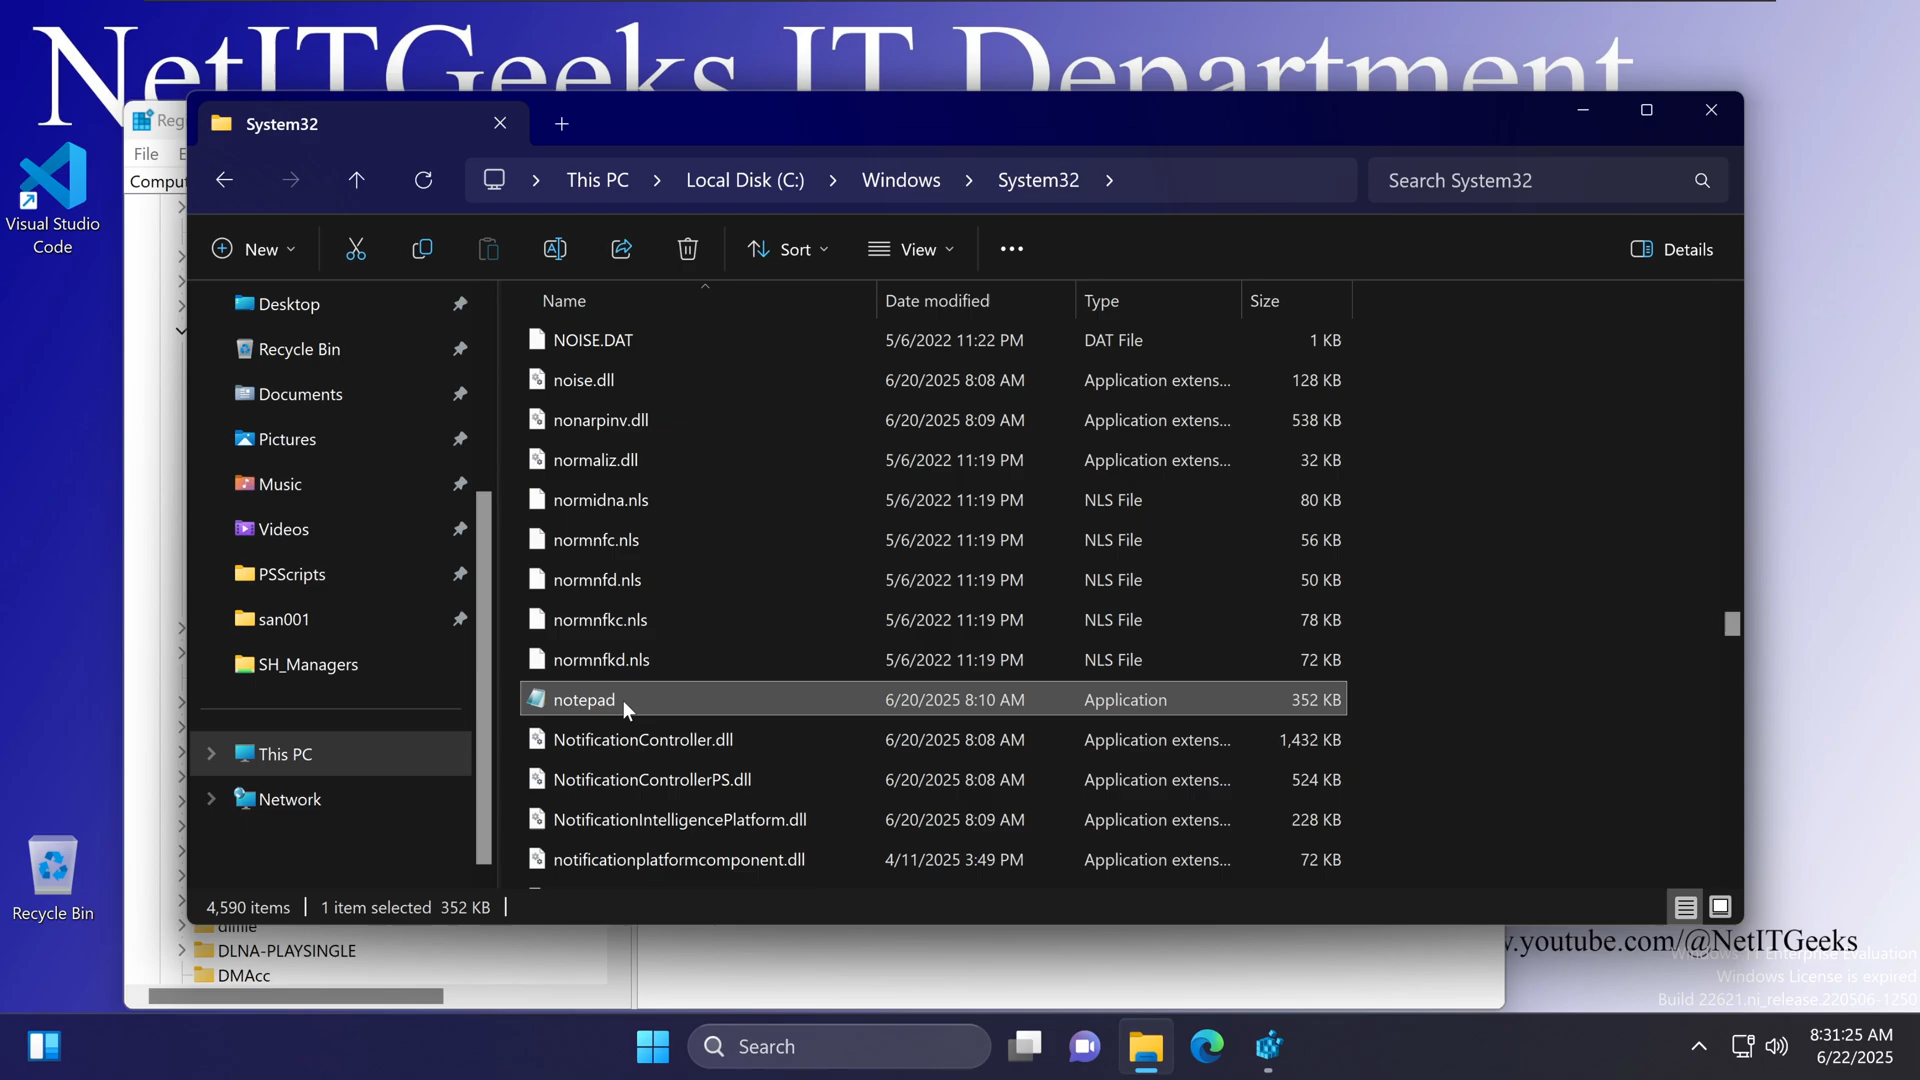 NetITGeeks IT Department
Reg
File E
Comput
Visual Studio
Code
System32
This PC
Local Disk (C:)
Windows
System32
Search System32
New
Sort
View
Details
Desktop
Recycle Bin
Documents
Pictures
Music
Videos
PSScripts
san001
SH_Managers
This PC
Network
Name Date modified Type Size
NOISE.DAT 5/6/2022 11:22 PM DAT File 1 KB
noise.dll 6/20/2025 8:08 AM Application extens... 128 KB
nonarpinv.dll 6/20/2025 8:09 AM Application extens... 538 KB
normaliz.dll 5/6/2022 11:19 PM Application extens... 32 KB
normidna.nls 5/6/2022 11:19 PM NLS File 80 KB
normnfc.nls 5/6/2022 11:19 PM NLS File 56 KB
normnfd.nls 5/6/2022 11:19 PM NLS File 50 KB
normnfkc.nls 5/6/2022 11:19 PM NLS File 78 KB
normnfkd.nls 5/6/2022 11:19 PM NLS File 72 KB
notepad 6/20/2025 8:10 AM Application 352 KB
NotificationController.dll 6/20/2025 8:08 AM Application extens... 1,432 KB
NotificationControllerPS.dll 6/20/2025 8:08 AM Application extens... 524 KB
NotificationIntelligencePlatform.dll 6/20/2025 8:09 AM Application extens... 228 KB
notificationplatformcomponent.dll 4/11/2025 3:49 PM Application extens... 72 KB
4,590 items 1 item selected 352 KB
Recycle Bin
DLNA-PLAYSINGLE
DMAcc
.youtube.com/@NetITGeeks
Windows 11 Enterprise Evaluation
Windows License is expired
Build 22621.ni_release.220506-1250
Search
8:31:25 AM
6/22/2025